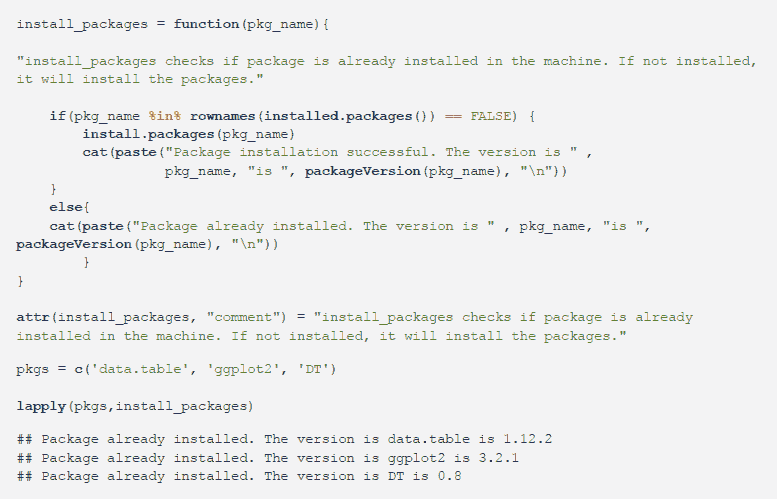 install_packages = function(pkg_name){
"install_packages checks if package is already installed in the machine. If not installed,
it will install the packages."
if(pkg_name %in% rownames(installed.packages()) == FALSE) {
install.packages(pkg_name)
cat(paste("Package installation successful. The version is " ,
pkg_name, "is ", packageVersion(pkg_name), "\n"))
}
else{
cat(paste("Package already installed. The version is " , pkg_name, "is ",
packageVersion(pkg_name), "\n"))
}
}
attr(install_packages, "comment") = "install_packages checks if package is already
installed in the machine. If not installed, it will install the packages."
pkgs = c('data.table', 'ggplot2', 'DT')
lapply(pkgs,install_packages)
## Package already installed. The version is data.table is 1.12.2
## Package already installed. The version is ggplot2 is 3.2.1
## Package already installed. The version is DT is 0.8